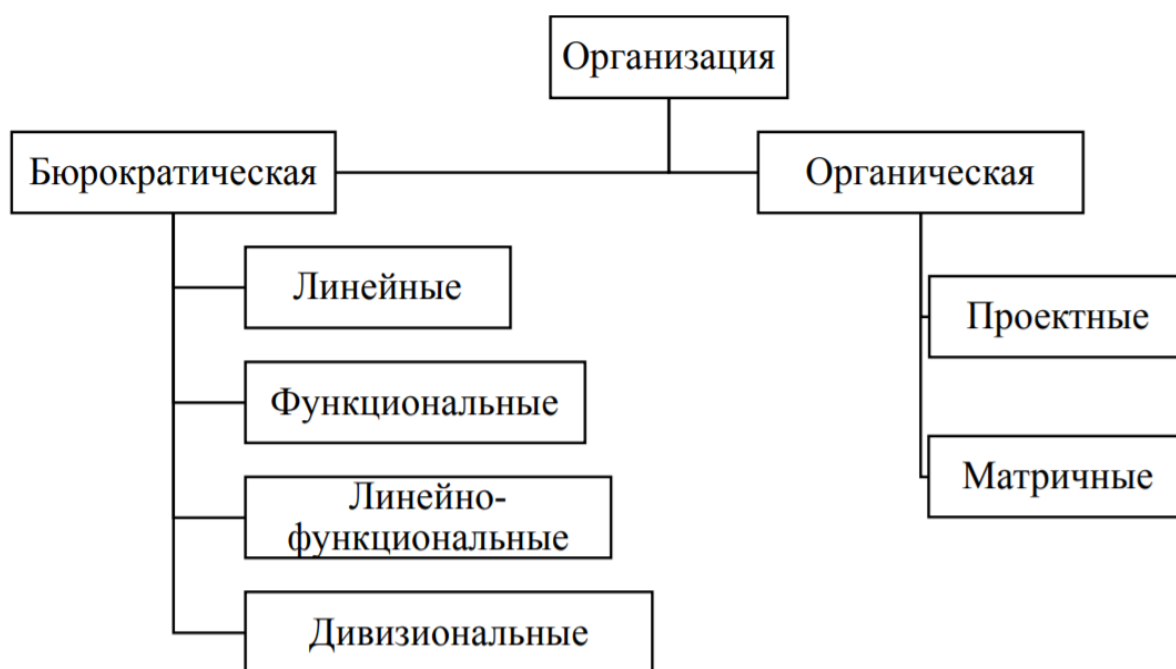 Организация
Бюрократическая
Органическая
Линейные
Функциональные
Линейно-
функциональные
Дивизиональные
Проектные
Матричные